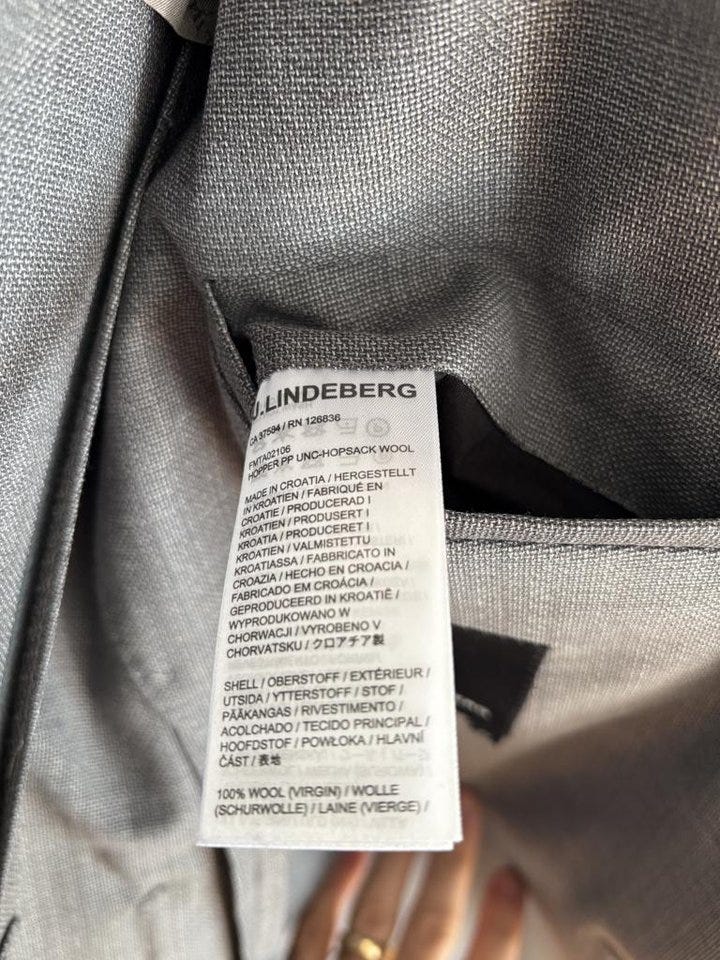 J.LINDEBERG
CA 37584 / RN 126836
FMTA02106
HOPPER PP UNC-HOPSACK WOOL
MADE IN CROATIA / HERGESTELLT
IN KROATIEN / FABRIQUÉ EN
CROATIE / PRODUCERAD I
KROATIEN / PRODUSERT I
KROATIA / PRODUCERET I
KROATIEN / VALMISTETTU
KROATIASSA / FABBRICATO IN
CROAZIA / HECHO EN CROACIA /
FABRICADO EM CROÁCIA /
GEPRODUCEERD IN KROATIË /
WYPRODUKOWANO W
CHORWACJI / VYROBENO V
CHORVATSKU / クロアチア製
SHELL / OBERSTOFF / EXTÉRIEUR /
UTSIDA / YTTERSTOFF / STOF /
PÄÄKANGAS / RIVESTIMENTO /
ACOLCHADO / TECIDO PRINCIPAL /
HOOFDSTOF / POWŁOKA / HLAVNÍ
ČÁST / 表地
100% WOOL (VIRGIN) / WOLLE
(SCHURWOLLE) / LAINE (VIERGE) /